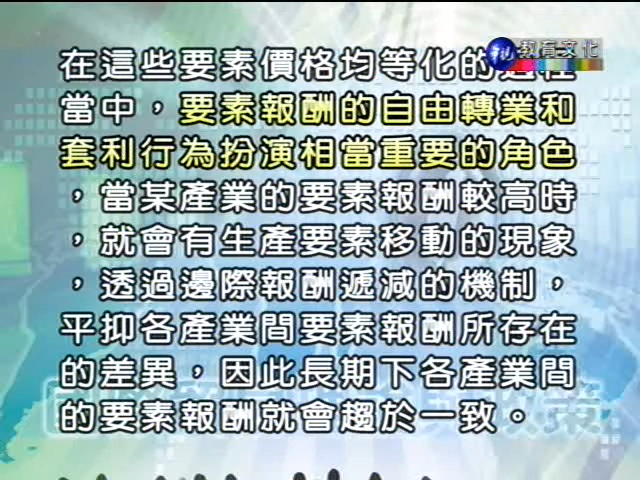 華視 教育文化
在這些要素價格均等化的過程
當中，要素報酬的自由轉業和
套利行為扮演相當重要的角色
，當某產業的要素報酬較高時
，就會有生產要素移動的現象
，透過邊際報酬遞減的機制，
平抑各產業間要素報酬所存在
的差異，因此長期下各產業間
的要素報酬就會趨於一致。